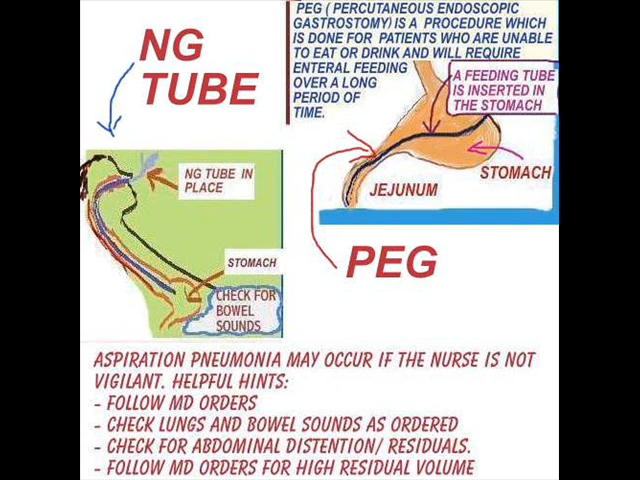 NG
TUBE
PEG ( PERCUTANEOUS ENDOSCOPIC
GASTROSTOMY) IS A PROCEDURE WHICH
IS DONE FOR PATIENTS WHO ARE UNABLE
TO EAT OR DRINK AND WILL REQUIRE
ENTERAL FEEDING
OVER A LONG
PERIOD OF
TIME.
A FEEDING TUBE
IS INSERTED IN
THE STOMACH
STOMACH
JEJUNUM
PEG
NG TUBE IN
PLACE
STOMACH
CHECK FOR
BOWEL
SOUNDS
ASPIRATION PNEUMONIA MAY OCCUR IF THE NURSE IS NOT
VIGILANT. HELPFUL HINTS:
- FOLLOW MD ORDERS
- CHECK LUNGS AND BOWEL SOUNDS AS ORDERED
- CHECK FOR ABDOMINAL DISTENTION/ RESIDUALS.
- FOLLOW MD ORDERS FOR HIGH RESIDUAL VOLUME